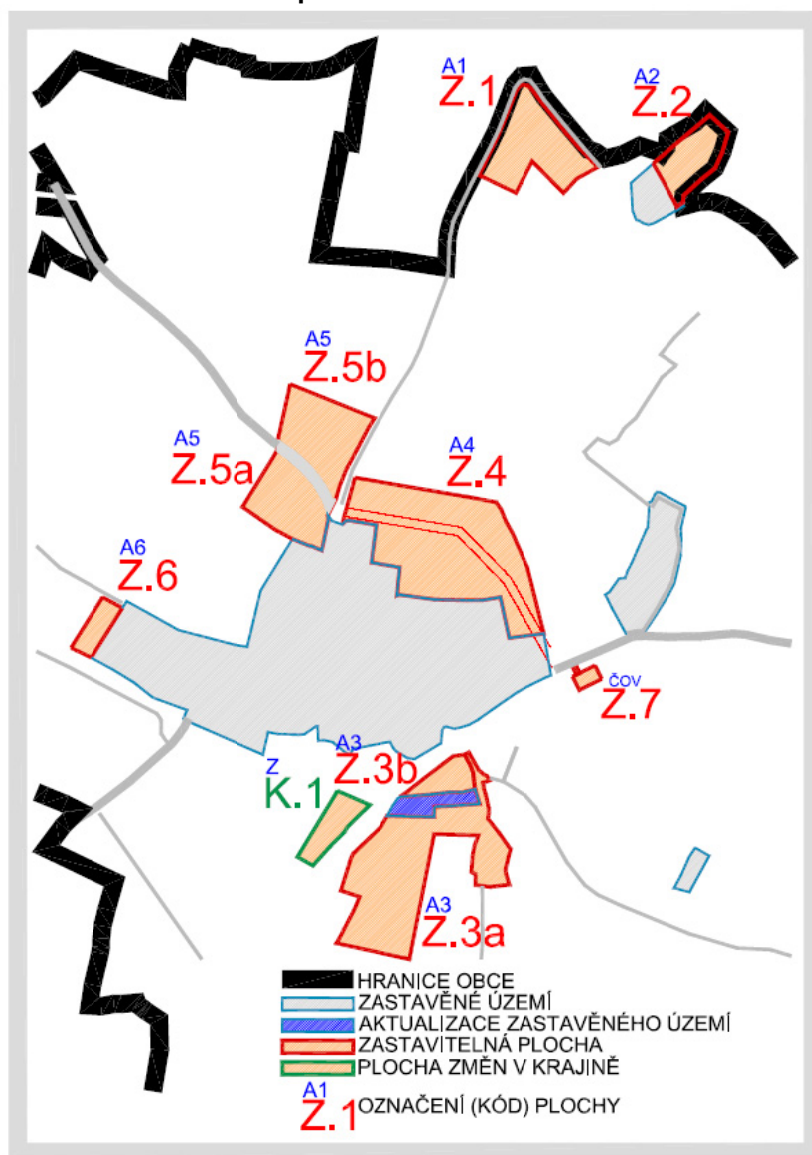 A1
Z.1
A2
Z.2
A5
Z.5b
A5
Z.5a
A4
Z.4
A6
Z.6
ČOV
Z.7
A3
Z.3b
Z
K.1
A3
Z.3a
HRANICE OBCE
ZASTAVĚNÉ ÚZEMÍ
AKTUALIZACE ZASTAVĚNÉHO ÚZEMÍ
ZASTAVITELNÁ PLOCHA
PLOCHA ZMĚN V KRAJINĚ
A1
Z.1 OZNAČENÍ (KÓD) PLOCHY